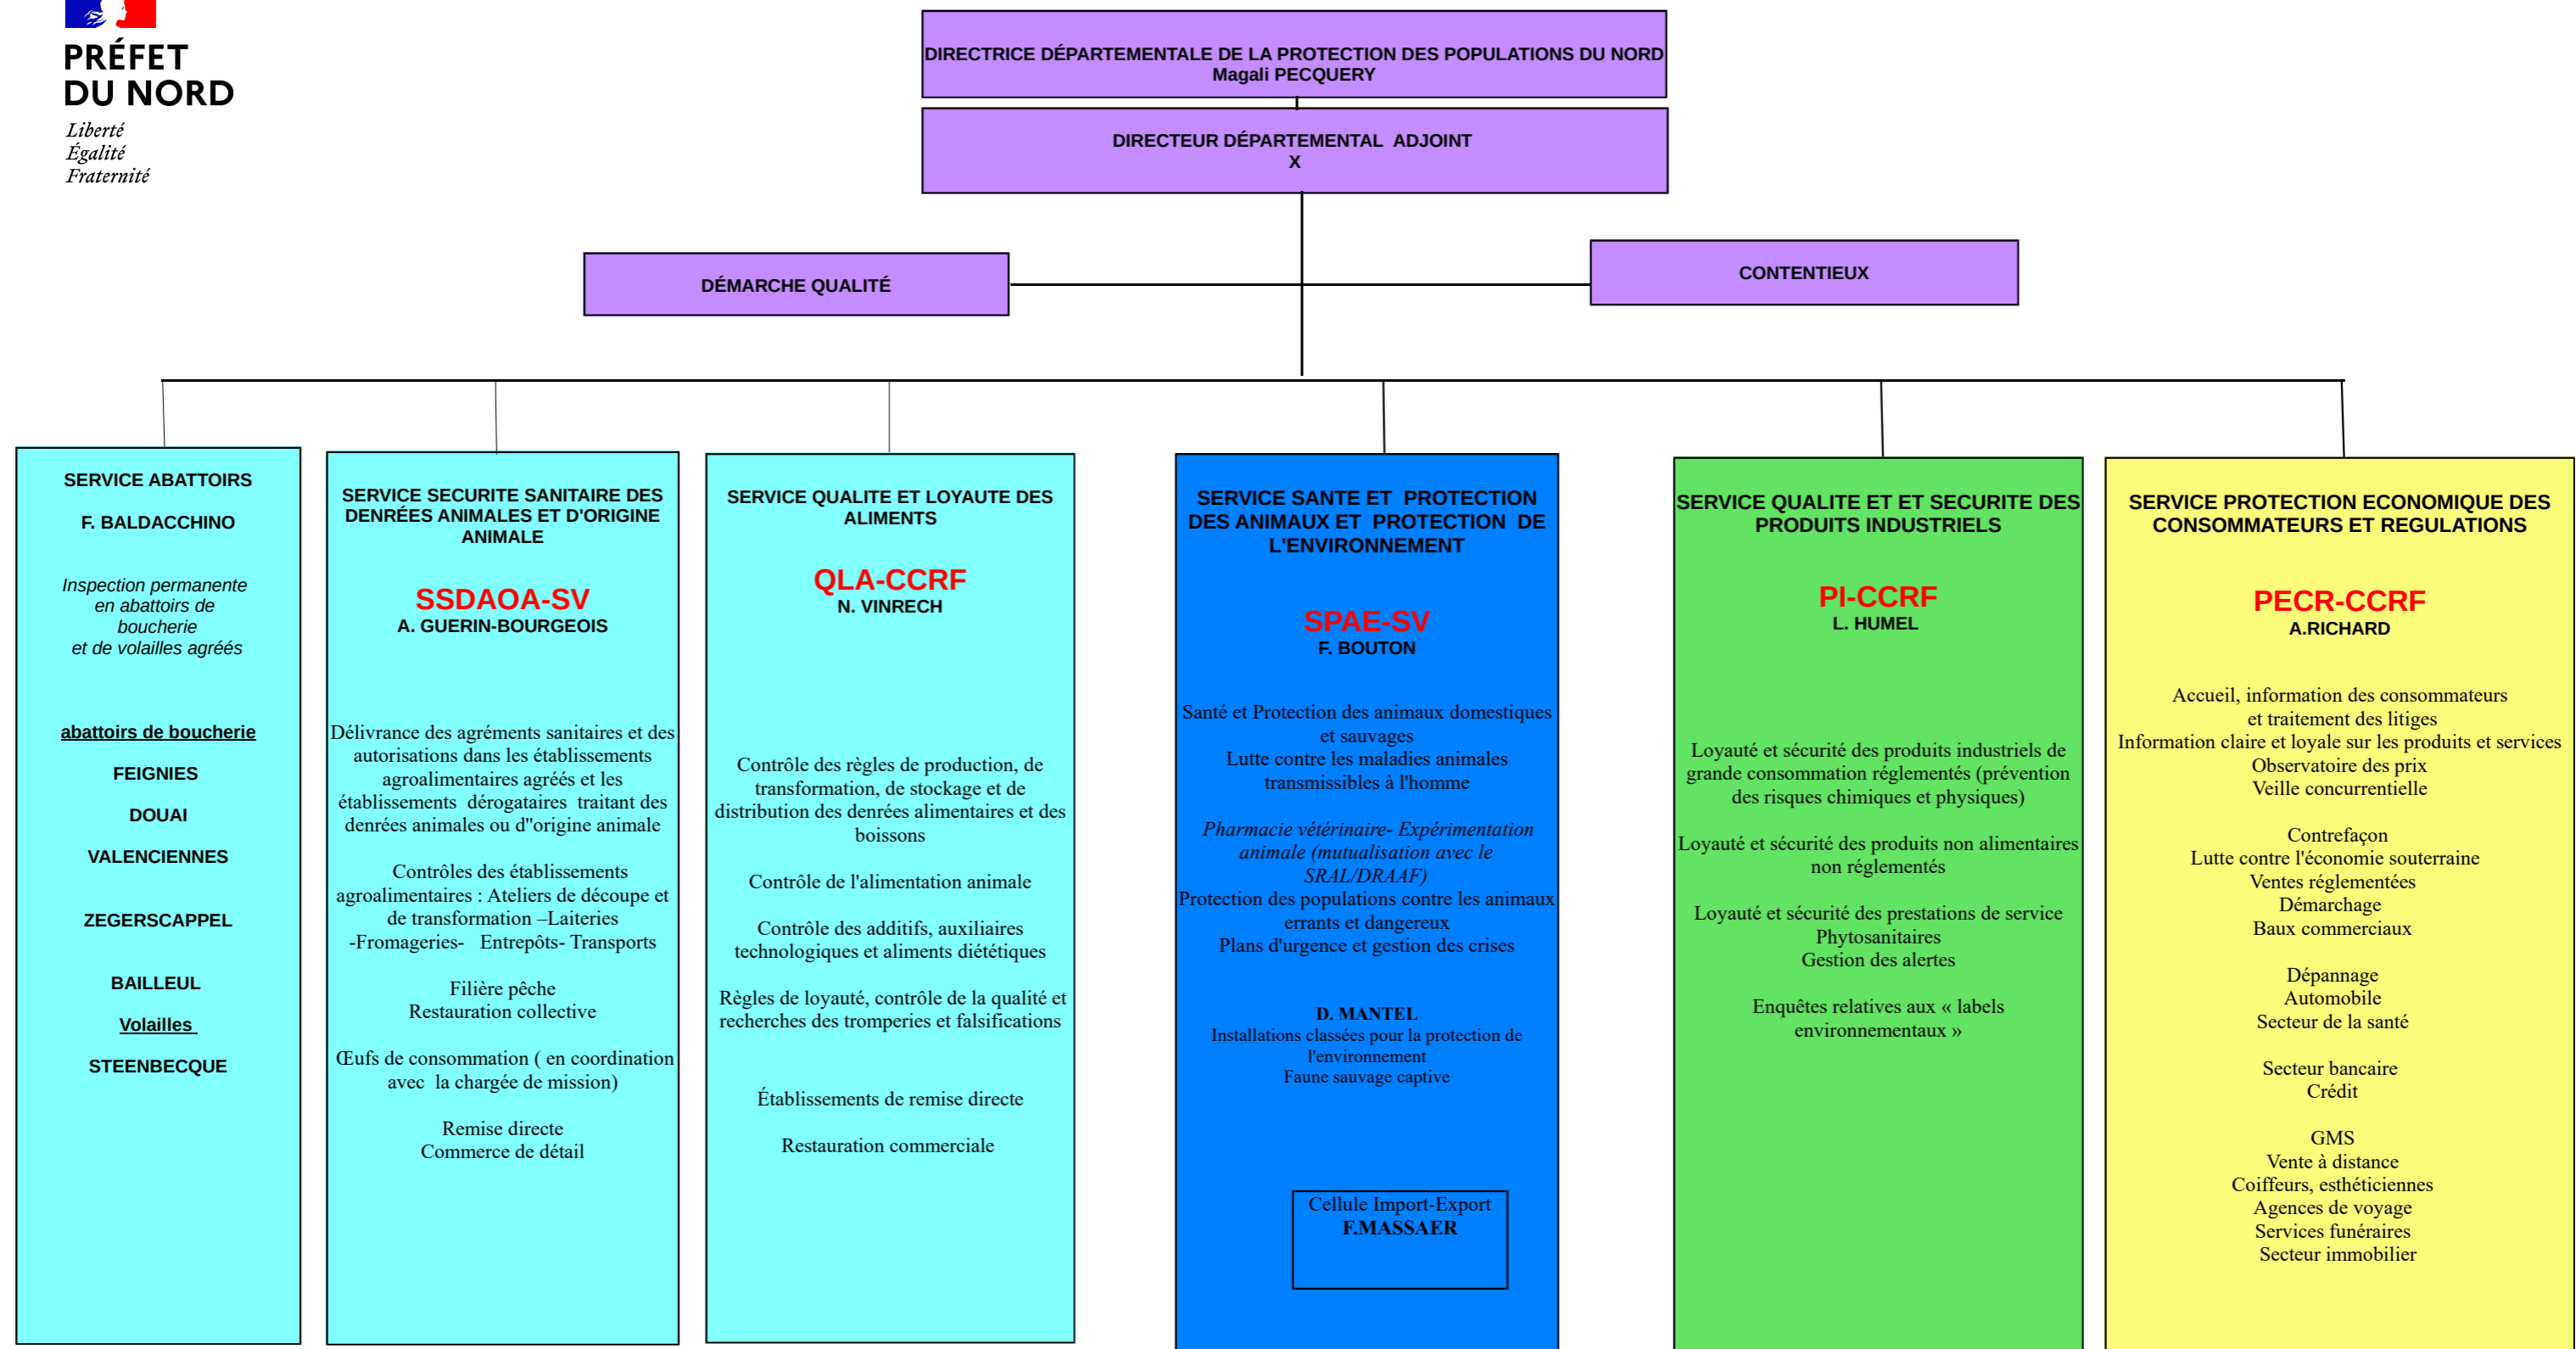 PRÉFET
DU NORD
Liberté
Égalité
Fraternité
DIRECTRICE DÉPARTEMENTALE DE LA PROTECTION DES POPULATIONS DU NORD
Magali PECQUERY
DIRECTEUR DÉPARTEMENTAL ADJOINT
X
DÉMARCHE QUALITÉ
CONTENTIEUX
SERVICE ABATTOIRS
F. BALDACCHINO
Inspection permanente
en abattoirs de
boucherie
et de volailles agréés
abattoirs de boucherie
FEIGNIES
DOUAI
VALENCIENNES
ZEGERSCAPPEL
BAILLEUL
Volailles
STEENBECQUE
SERVICE SECURITE SANITAIRE DES
DENRÉES ANIMALES ET D'ORIGINE
ANIMALE
SSDAOA-SV
A. GUERIN-BOURGEOIS
Délivrance des agréments sanitaires et des
autorisations dans les établissements
agroalimentaires agréés et les
établissements dérogataires traitant des
denrées animales ou d"origine animale
Contrôles des établissements
agroalimentaires : Ateliers de découpe et
de transformation –Laiteries
-Fromageries- Entrepôts- Transports
Filière pêche
Restauration collective
Œufs de consommation ( en coordination
avec la chargée de mission)
Remise directe
Commerce de détail
SERVICE QUALITE ET LOYAUTE DES
ALIMENTS
QLA-CCRF
N. VINRECH
Contrôle des règles de production, de
transformation, de stockage et de
distribution des denrées alimentaires et des
boissons
Contrôle de l'alimentation animale
Contrôle des additifs, auxiliaires
technologiques et aliments diététiques
Règles de loyauté, contrôle de la qualité et
recherches des tromperies et falsifications
Établissements de remise directe
Restauration commerciale
SERVICE SANTE ET PROTECTION
DES ANIMAUX ET PROTECTION DE
L'ENVIRONNEMENT
SPAE-SV
F. BOUTON
Santé et Protection des animaux domestiques
et sauvages
Lutte contre les maladies animales
transmissibles à l'homme
Pharmacie vétérinaire- Expérimentation
animale (mutualisation avec le
SRAL/DRAAF)
Protection des populations contre les animaux
errants et dangereux
Plans d'urgence et gestion des crises
D. MANTEL
Installations classées pour la protection de
l'environnement
Faune sauvage captive
Cellule Import-Export
F.MASSAER
SERVICE QUALITE ET ET SECURITE DES
PRODUITS INDUSTRIELS
PI-CCRF
L. HUMEL
Loyauté et sécurité des produits industriels de
grande consommation réglementés (prévention
des risques chimiques et physiques)
Loyauté et sécurité des produits non alimentaires
non réglementés
Loyauté et sécurité des prestations de service
Phytosanitaires
Gestion des alertes
Enquêtes relatives aux « labels
environnementaux »
SERVICE PROTECTION ECONOMIQUE DES
CONSOMMATEURS ET REGULATIONS
PECR-CCRF
A.RICHARD
Accueil, information des consommateurs
et traitement des litiges
Information claire et loyale sur les produits et services
Observatoire des prix
Veille concurrentielle
Contrefaçon
Lutte contre l'économie souterraine
Ventes réglementées
Démarchage
Baux commerciaux
Dépannage
Automobile
Secteur de la santé
Secteur bancaire
Crédit
GMS
Vente à distance
Coiffeurs, esthéticiennes
Agences de voyage
Services funéraires
Secteur immobilier